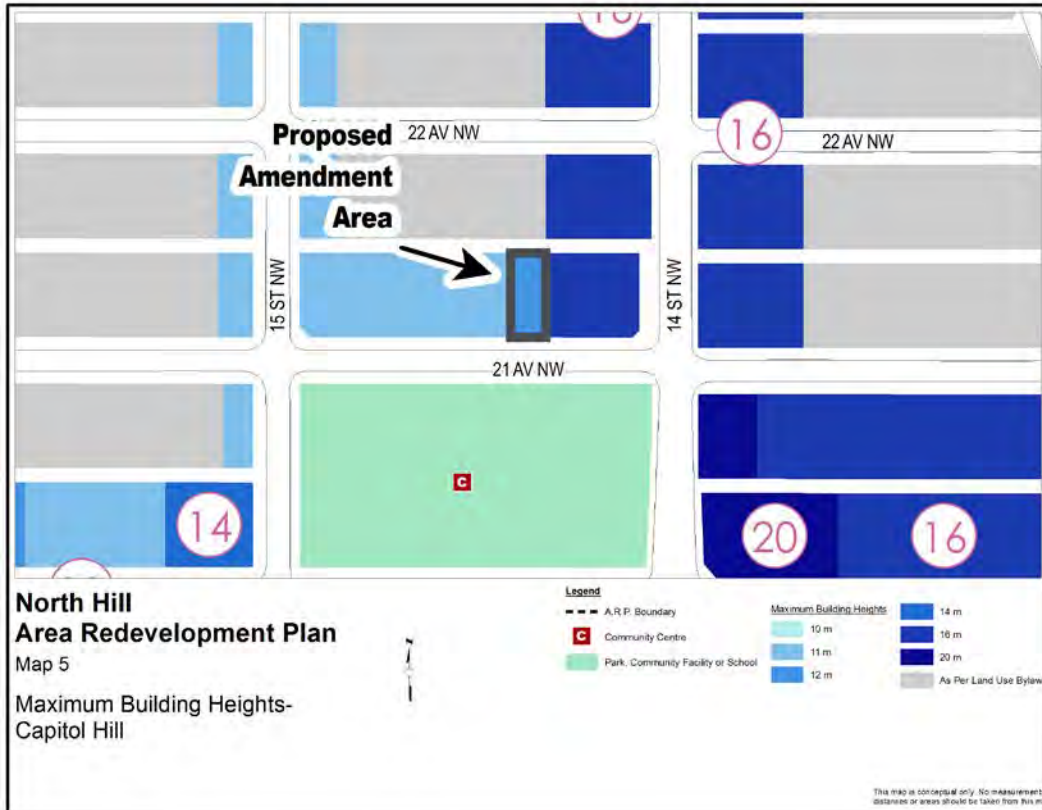 Proposed
Amendment
Area
22 AV NW
16
22 AV NW
15 ST NW
14 ST NW
21 AV NW
C
14
20
16
North Hill
Area Redevelopment Plan
Map 5
Maximum Building Heights-
Capitol Hill
Legend
A.R.P. Boundary
C Community Centre
Park, Community Facility or School
Maximum Building Heights
10 m
11 m
12 m
14 m
16 m
20 m
As Per Land Use Bylaw
This map is conceptual only. No measurement
distances or areas should be taken from this m